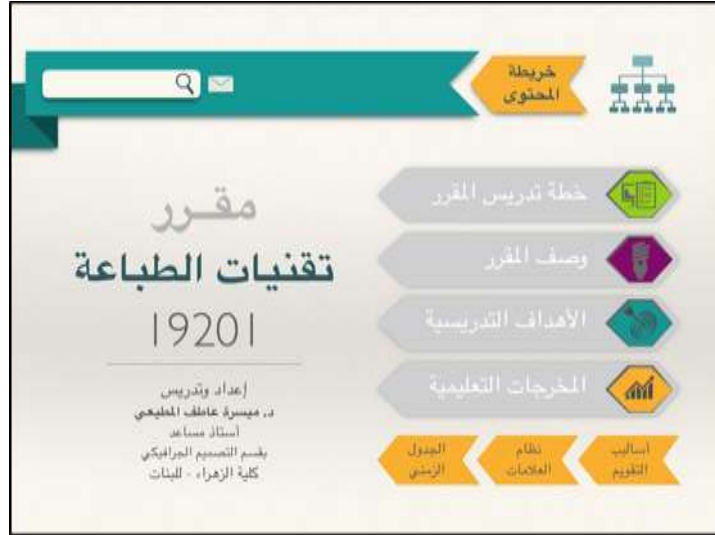 خريطة
المحتوى
خطة تدريس المقرر
وصف المقرر
الأهداف التدريسية
المخرجات التعليمية
أساليب
التقويم
نظام
العلامات
الجدول
الزمني
مقــرر
تقنيات الطباعة
19201
إعداد وتدريس
د. ميسرة عاطف المطيعي
أستاذ مساعد
بقسم التصميم الجرافيكي
كلية الزهراء - للبنات